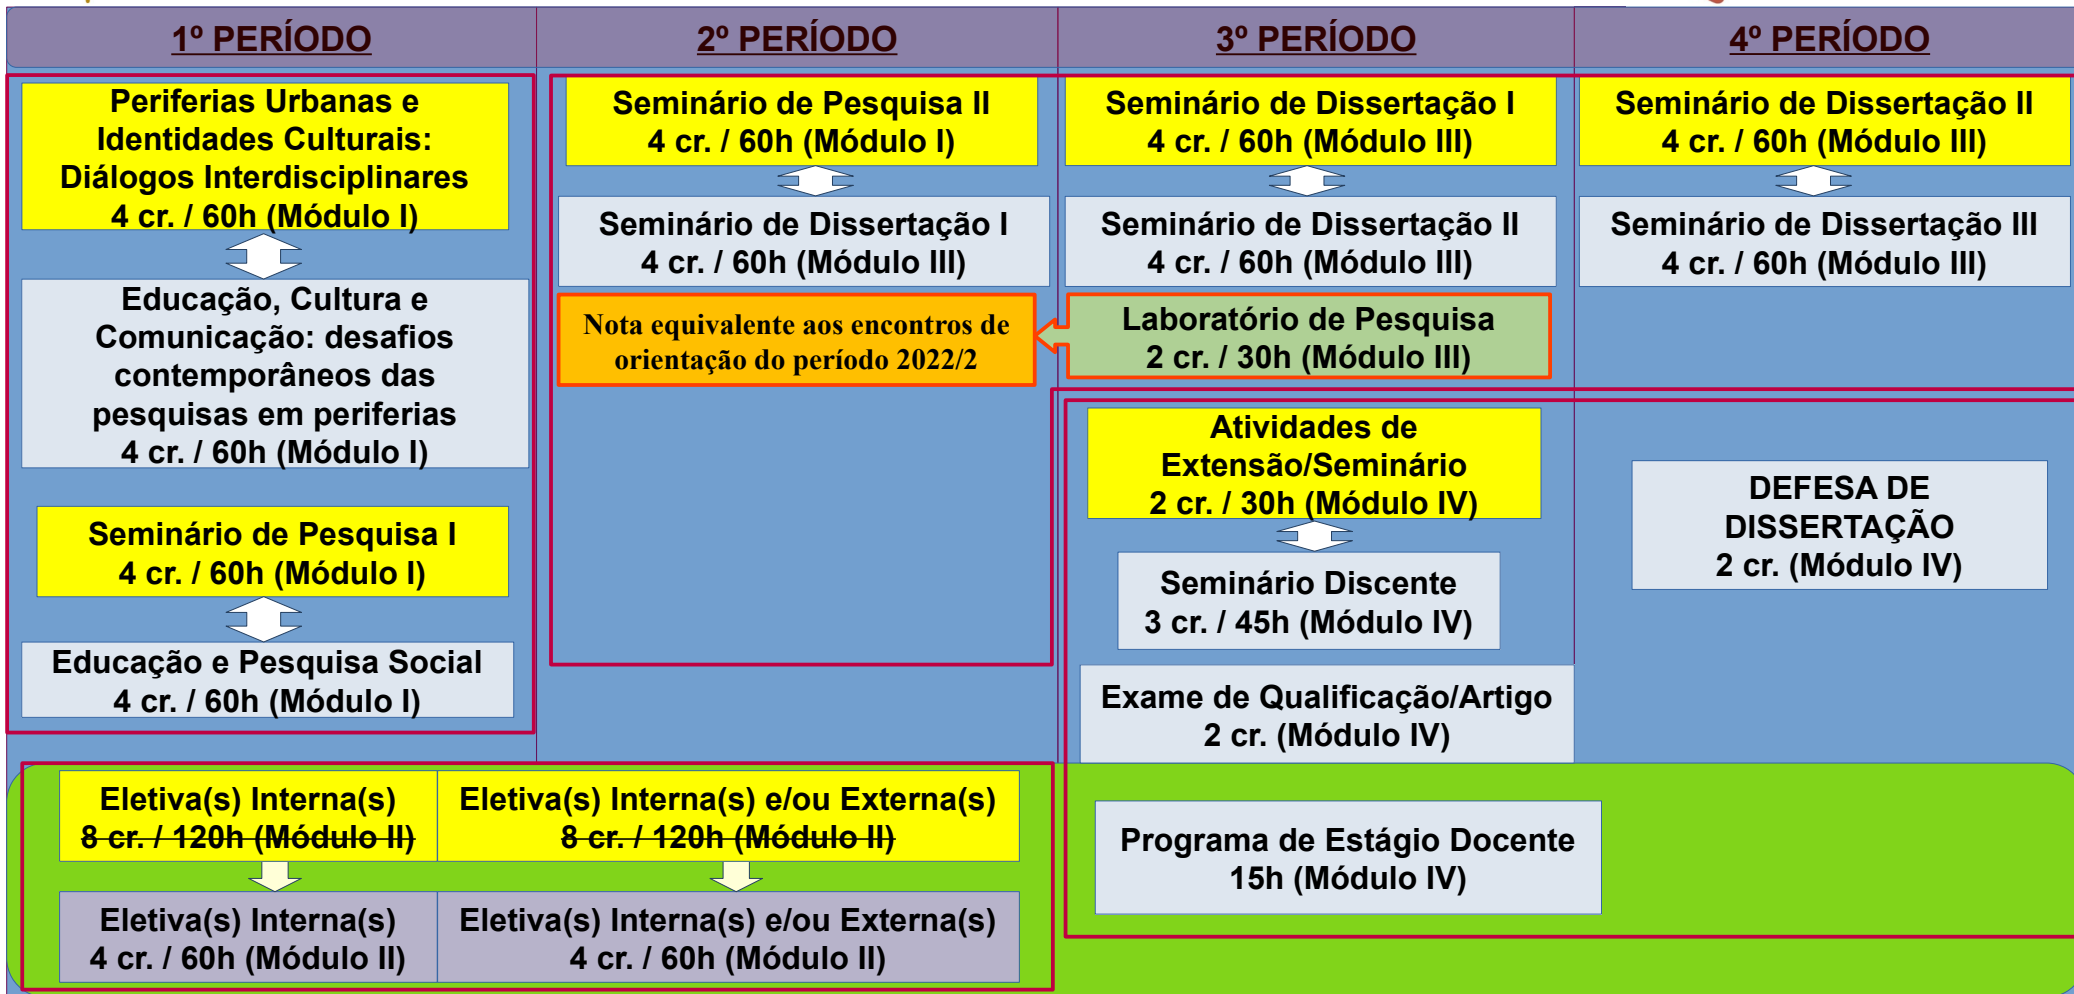 1º PERÍODO
2º PERÍODO
3º PERÍODO
4º PERÍODO
Periferias Urbanas e
Identidades Culturais:
Diálogos Interdisciplinares
4 cr. / 60h (Módulo I)
Educação, Cultura e
Comunicação: desafios
contemporâneos das
pesquisas em periferias
4 cr. / 60h (Módulo I)
Seminário de Pesquisa I
4 cr. / 60h (Módulo I)
Educação e Pesquisa Social
4 cr. / 60h (Módulo I)
Seminário de Pesquisa II
4 cr. / 60h (Módulo I)
Seminário de Dissertação I
4 cr. / 60h (Módulo III)
Nota equivalente aos encontros de
orientação do período 2022/2
Seminário de Dissertação I
4 cr. / 60h (Módulo III)
Seminário de Dissertação II
4 cr. / 60h (Módulo III)
Laboratório de Pesquisa
2 cr. / 30h (Módulo III)
Atividades de
Extensão/Seminário
2 cr. / 30h (Módulo IV)
Seminário Discente
3 cr. / 45h (Módulo IV)
Exame de Qualificação/Artigo
2 cr. (Módulo IV)
Programa de Estágio Docente
15h (Módulo IV)
Seminário de Dissertação II
4 cr. / 60h (Módulo III)
Seminário de Dissertação III
4 cr. / 60h (Módulo III)
DEFESA DE
DISSERTAÇÃO
2 cr. (Módulo IV)
Eletiva(s) Interna(s)
8 cr. / 120h (Módulo II)
Eletiva(s) Interna(s) e/ou Externa(s)
8 cr. / 120h (Módulo II)
Eletiva(s) Interna(s)
4 cr. / 60h (Módulo II)
Eletiva(s) Interna(s) e/ou Externa(s)
4 cr. / 60h (Módulo II)